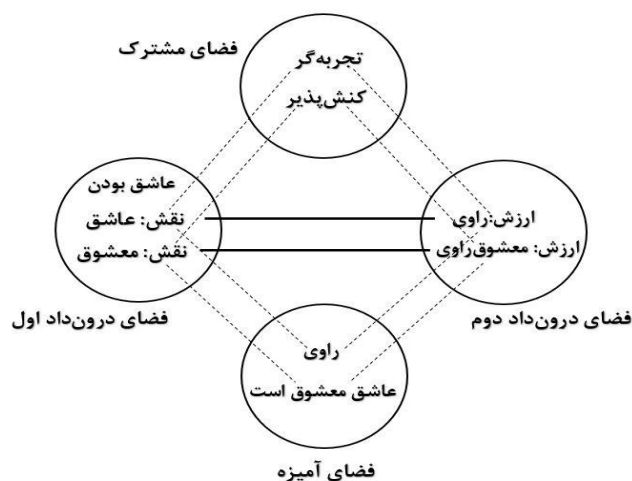 فضای مشترک
تجربه‌گر
کنش‌پذیر
عاشق بودن
نقش: عاشق
نقش: معشوق
ارزش:راوی
ارزش: معشوق‌راوی
فضای درون‌داد اول
فضای درون‌داد دوم
راوی
عاشق معشوق است
فضای آمیزه